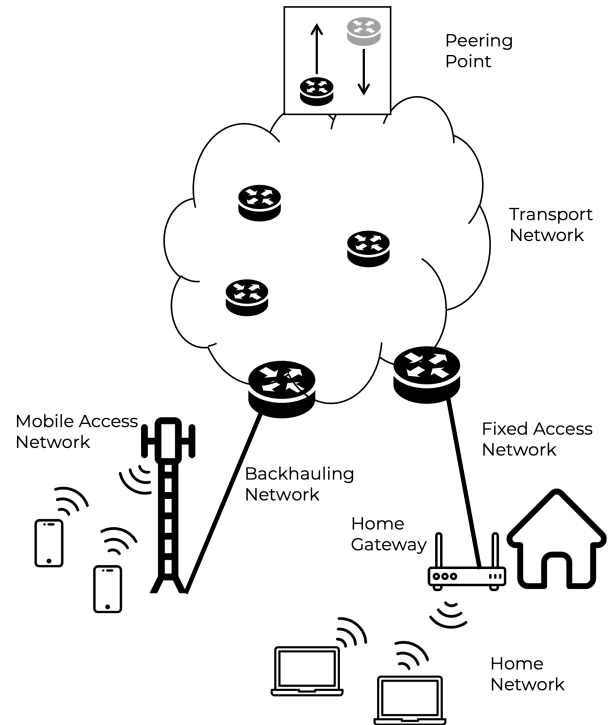 Peering
Point
Transport
Network
Mobile Access
Network
Fixed Access
Network
Backhauling
Network
Home
Gateway
Home
Network